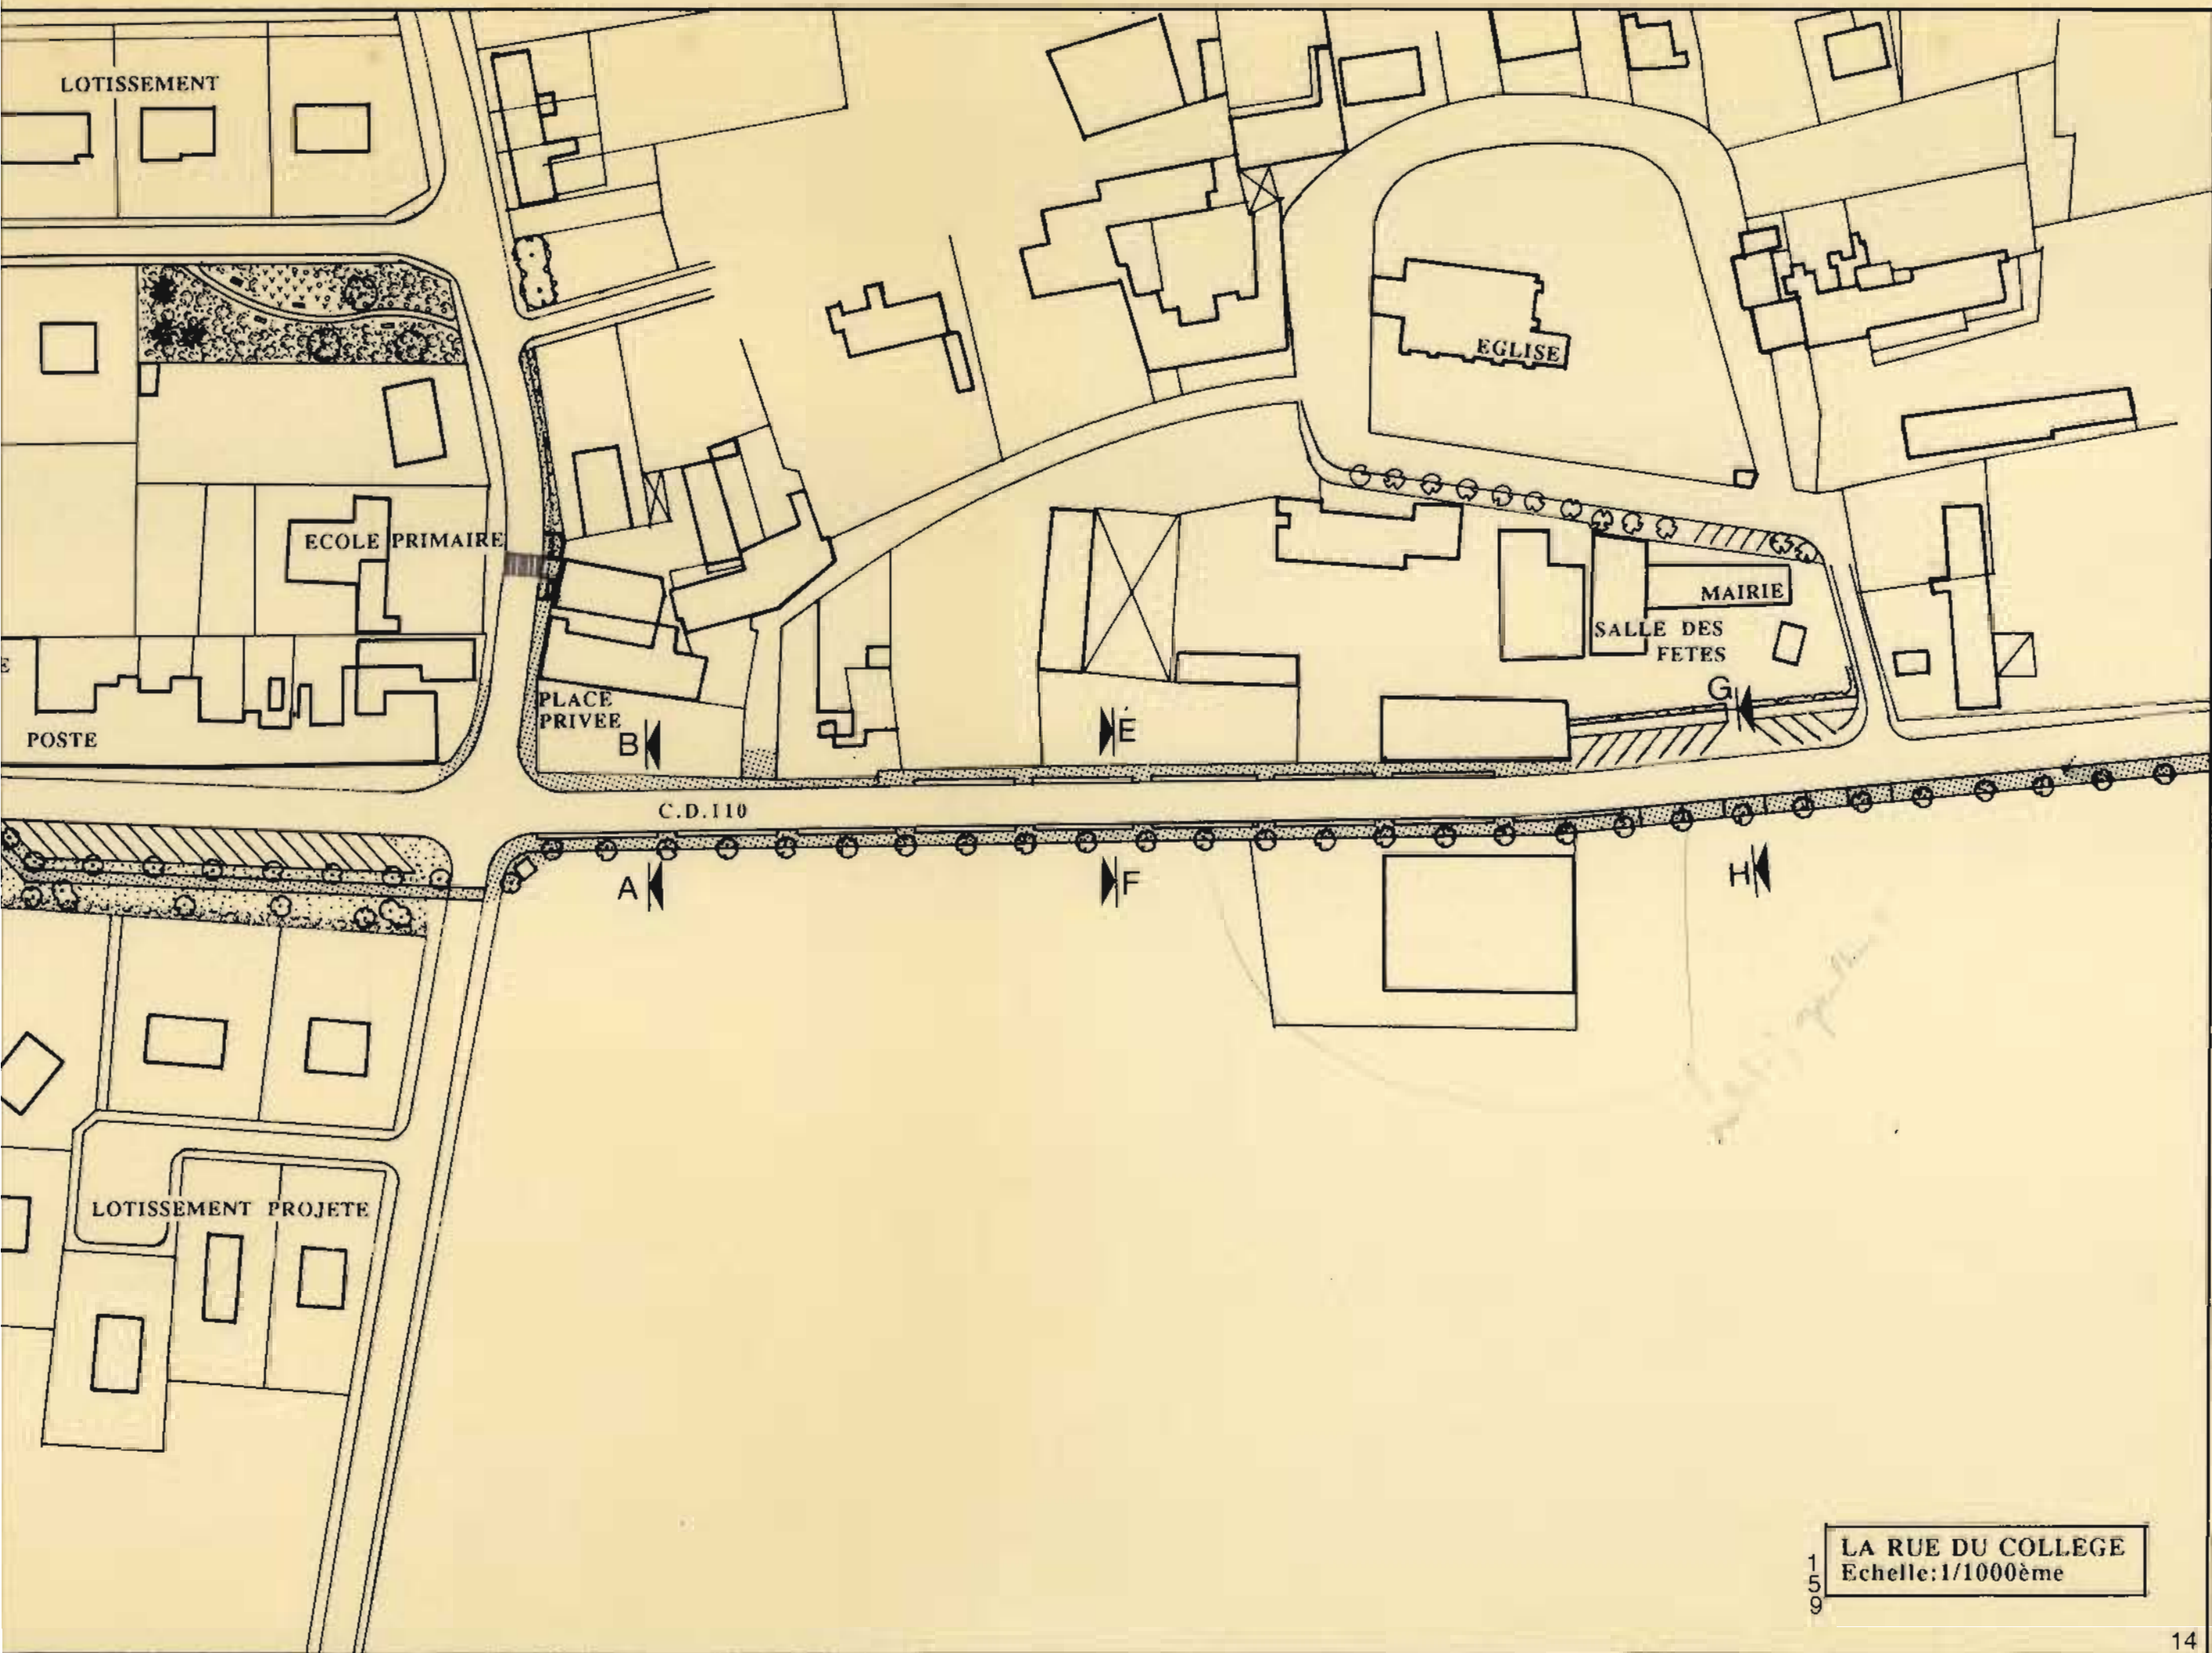 LOTISSEMENT
EGLISE
ECOLE PRIMAIRE
MAIRIE
SALLE DES
FETES
E
POSTE
PLACE
PRIVEE
B
É
G
C.D.110
A
F
H
LOTISSEMENT PROJETE
LA RUE DU COLLEGE
Echelle:1/1000ème
159
14